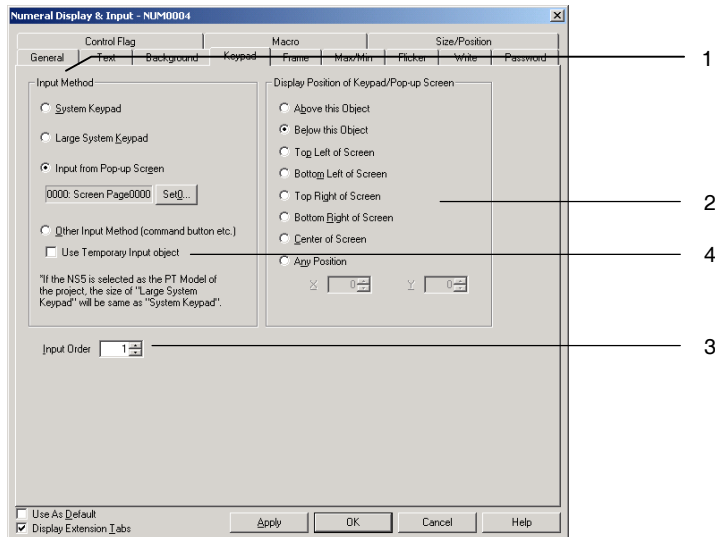 Numeral Display & Input - NUM0004
Control Flag Macro Size/Position
General Text Background Keypad Frame Max/Min Flicker Write Password
1
Input Method
System Keypad
Large System Keypad
Input from Pop-up Screen
0000: Screen Page0000 Set0...
Other Input Method (command button etc.)
Use Temporary Input object
*If the NS5 is selected as the PT Model of
the project, the size of "Large System
Keypad" will be same as "System Keypad".
Display Position of Keypad/Pop-up Screen
Above this Object
Below this Object
Top Left of Screen
Bottom Left of Screen
Top Right of Screen
Bottom Right of Screen
Center of Screen
Any Position
X 0 Y 0
2
4
Input Order 1
3
Use As Default
Display Extension Tabs
Apply OK Cancel Help